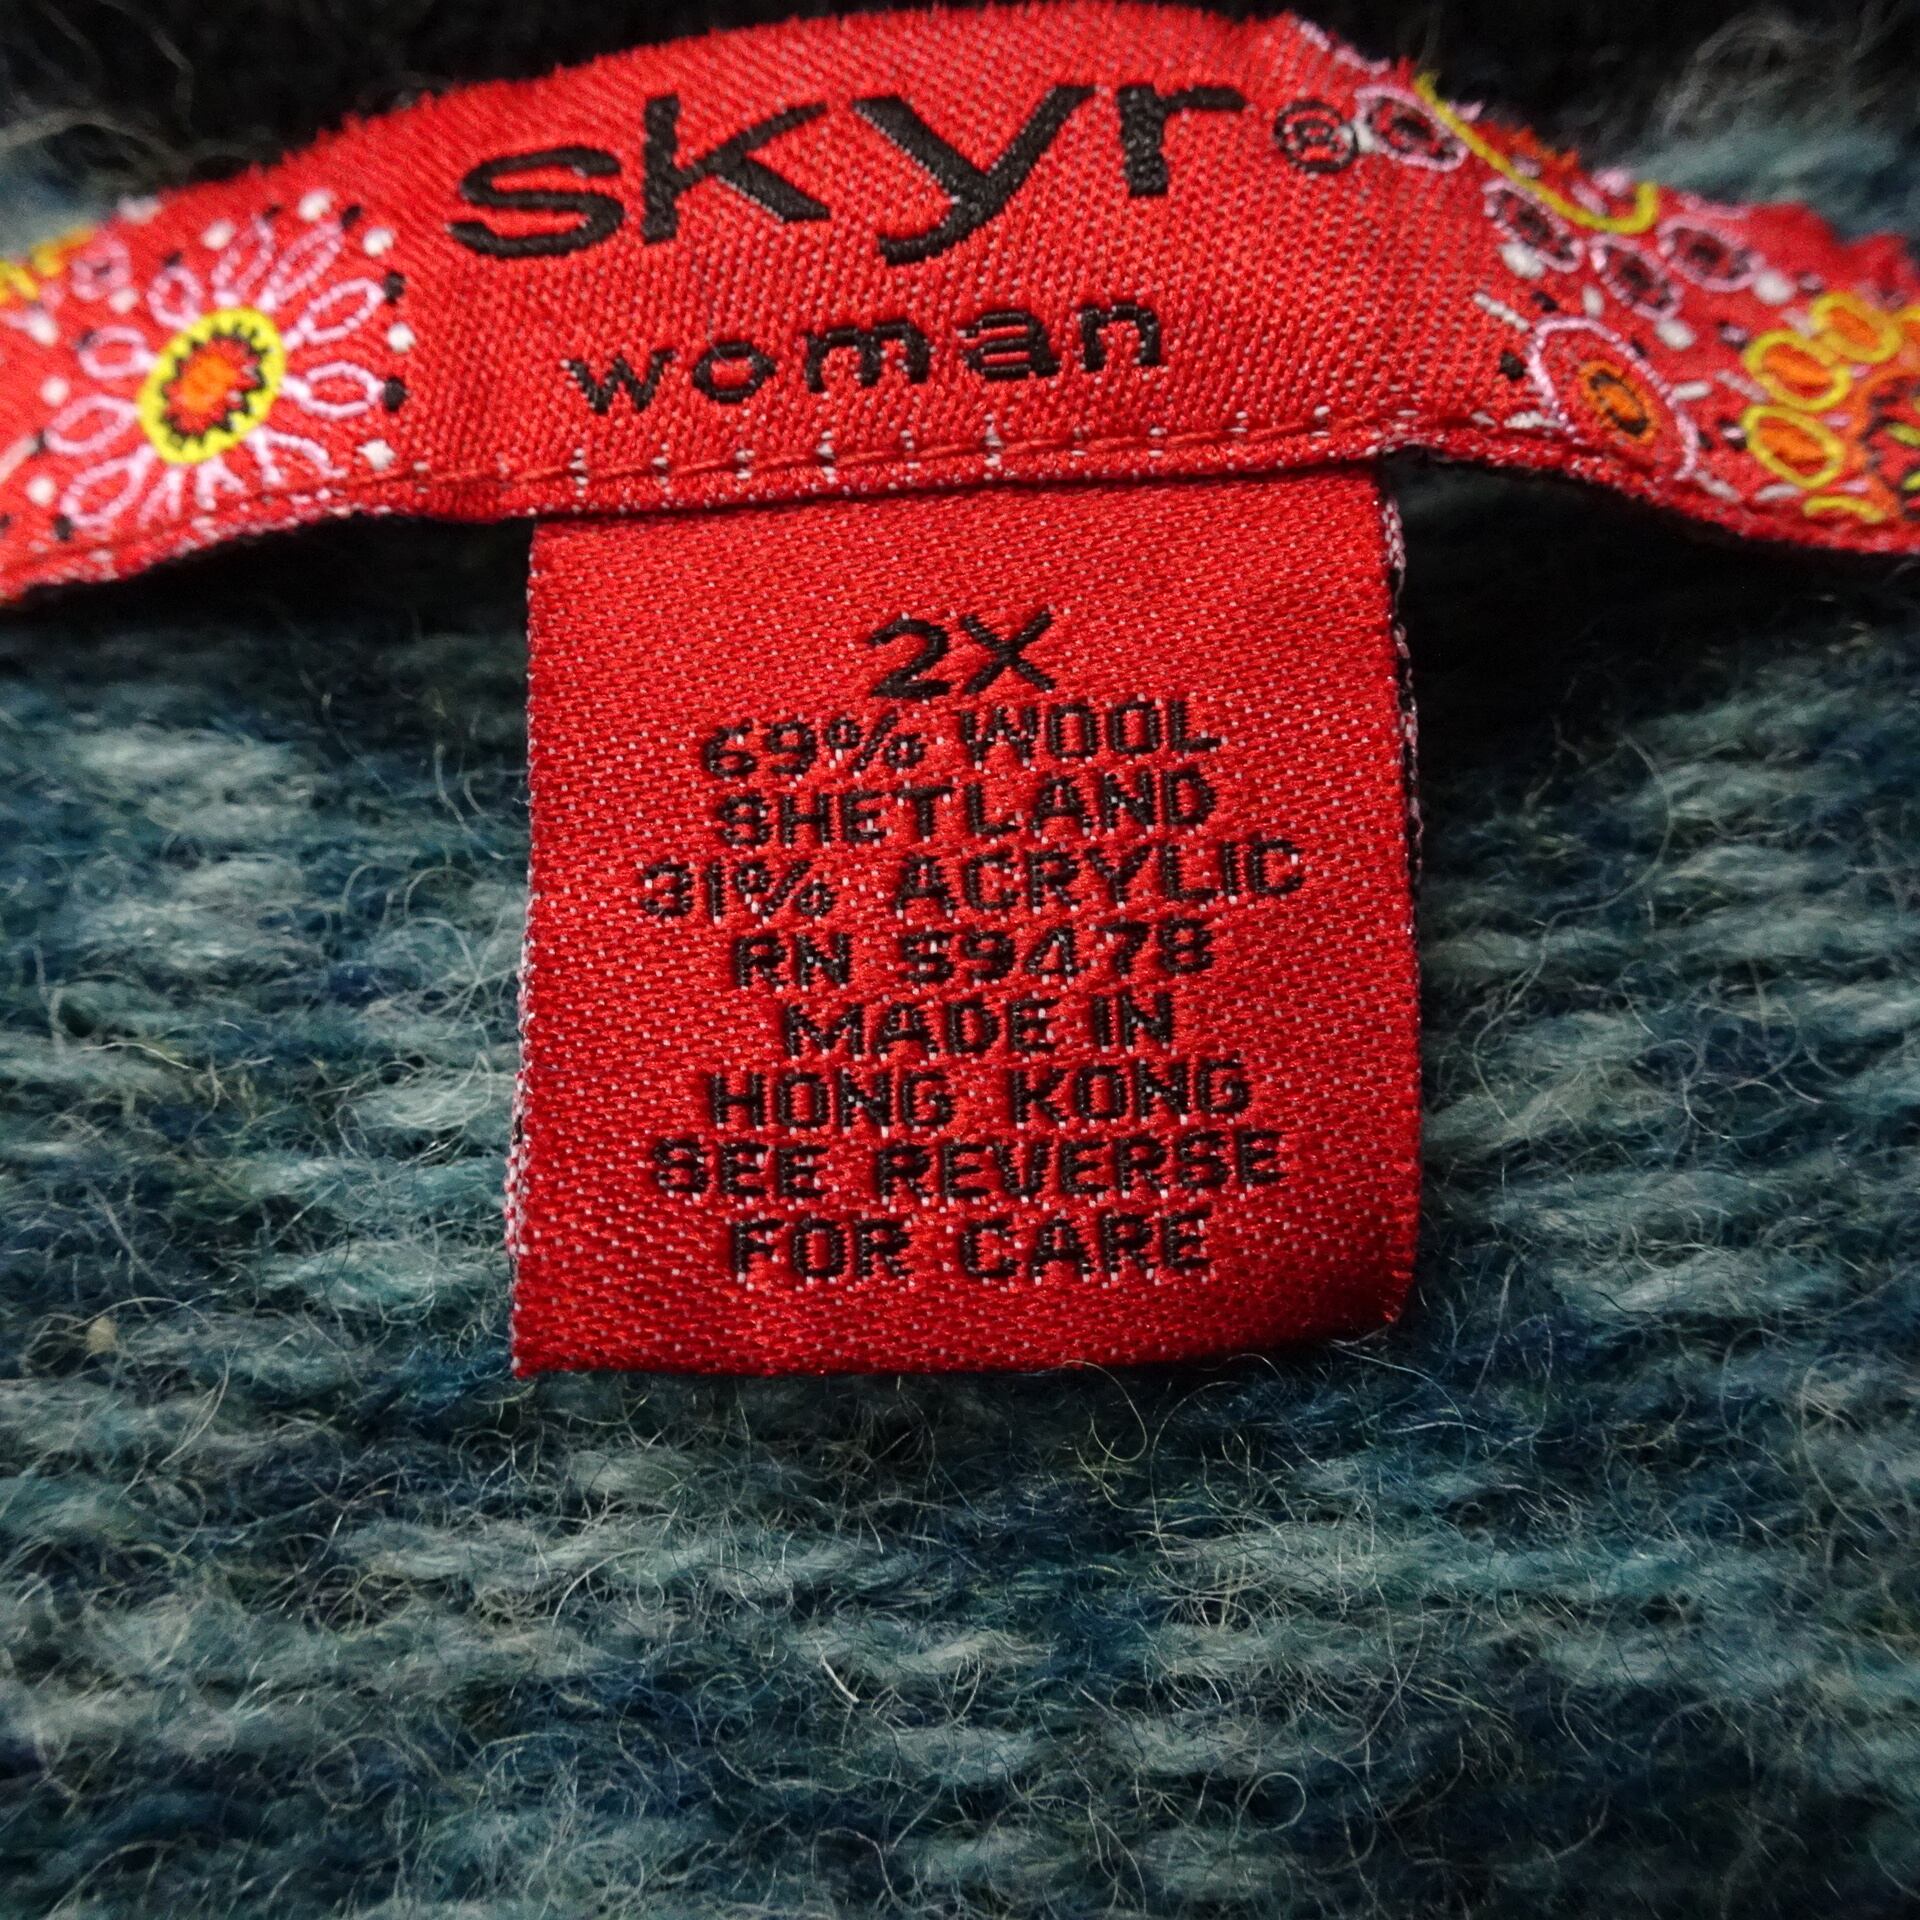 skyr®
woman
2X
69% WOOL
SHETLAND
31% ACRYLIC
RN 59478
MADE IN
HONG KONG
SEE REVERSE
FOR CARE